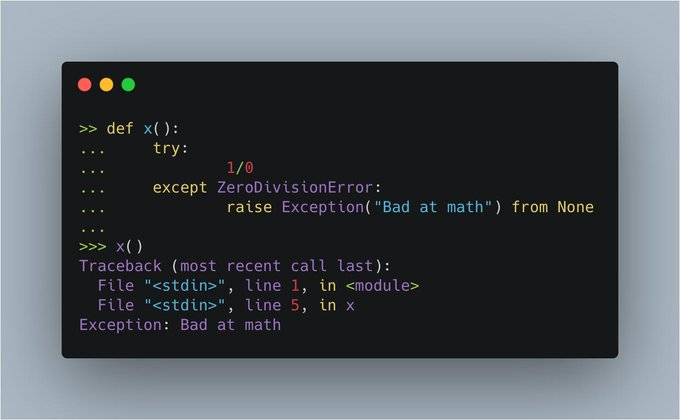 >> def x():
...     try:
...             1/0
...     except ZeroDivisionError:
...             raise Exception("Bad at math") from None
...
>>> x()
Traceback (most recent call last):
  File "<stdin>", line 1, in <module>
  File "<stdin>", line 5, in x
Exception: Bad at math